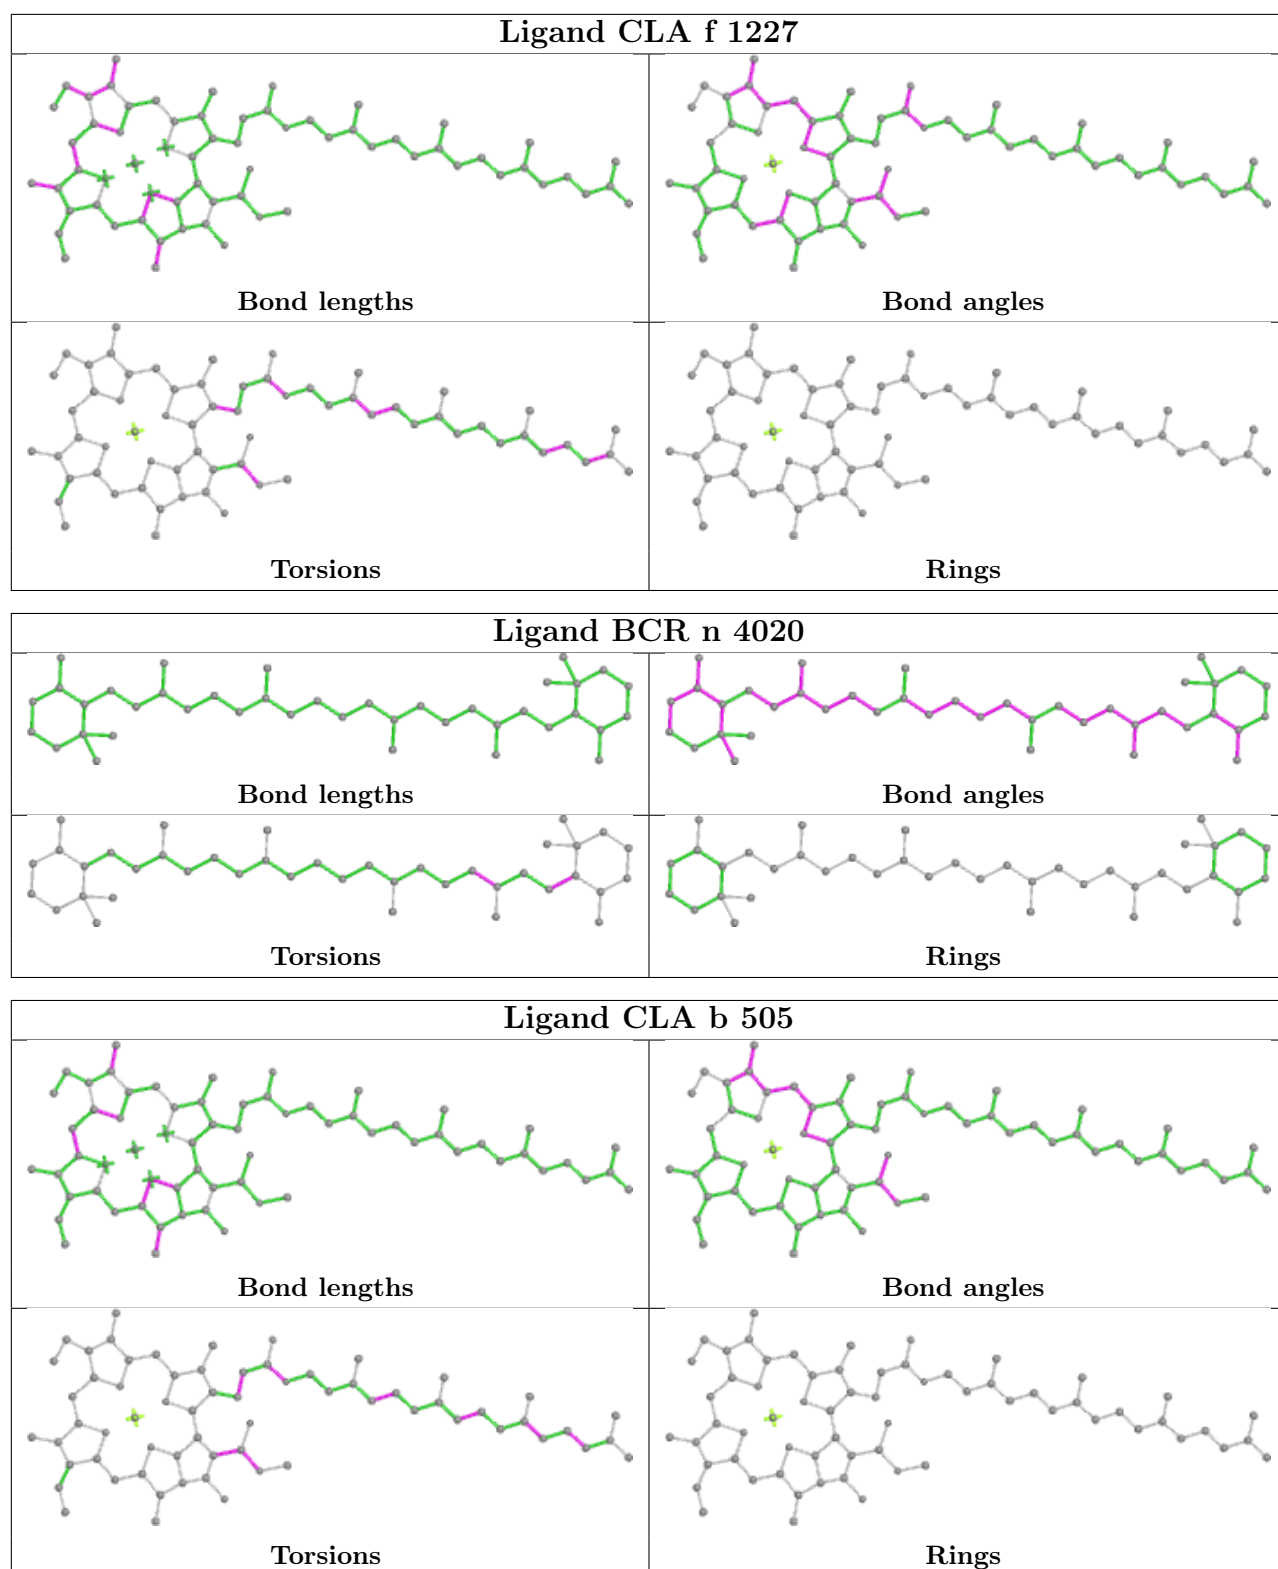 Ligand CLA f 1227
Bond lengths
Bond angles
Torsions
Rings
Ligand BCR n 4020
Bond lengths
Bond angles
Torsions
Rings
Ligand CLA b 505
Bond lengths
Bond angles
Torsions
Rings